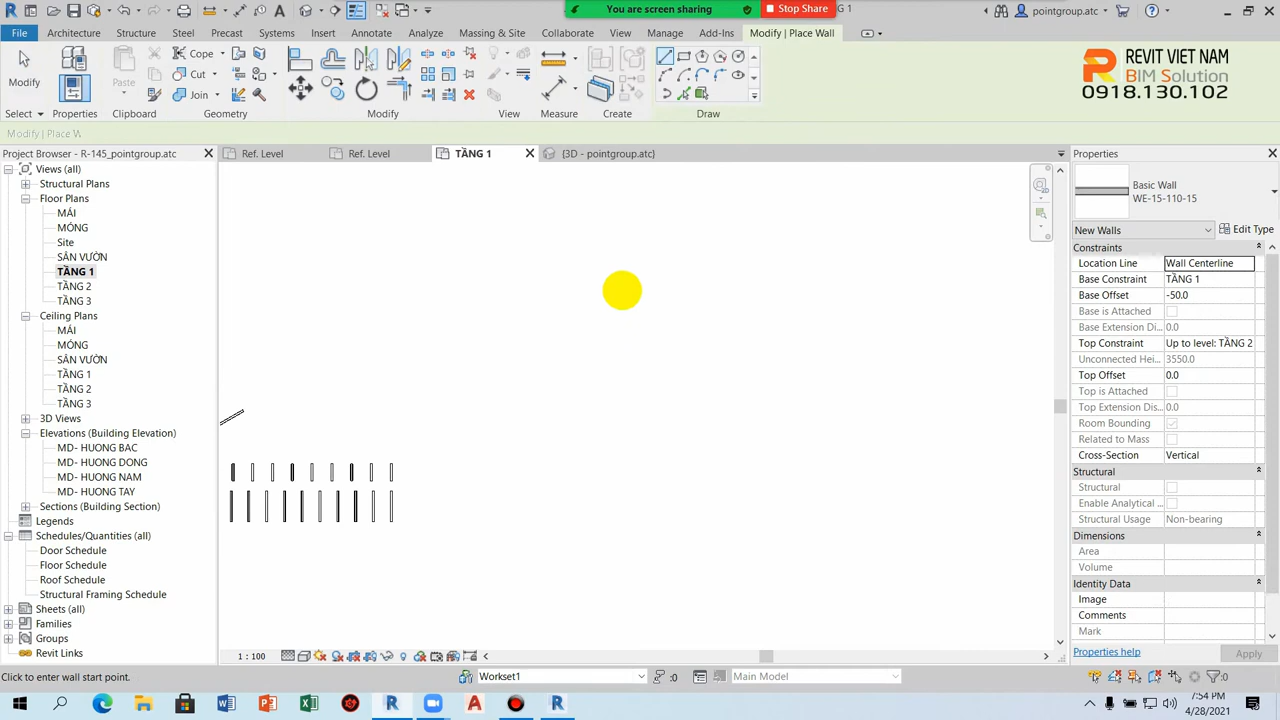 You are screen sharing
Stop Share
1
pointgroup.atc
File
Architecture
Structure
Steel
Precast
Systems
Insert
Annotate
Analyze
Massing & Site
Collaborate
View
Manage
Add-Ins
Modify | Place Wall
Modify
Cope
Cut
Join
Paste
Select
Properties
Clipboard
Geometry
Modify
View
Measure
Create
Draw
REVIT VIET NAM
BIM Solution
0918.130.102
Modify | Place W
Project Browser - R-145_pointgroup.atc
Ref. Level
Ref. Level
TẦNG 1
{3D - pointgroup.atc}
Properties
Views (all)
Structural Plans
Floor Plans
MÁI
MÓNG
Site
SÂN VƯỜN
TẦNG 1
TẦNG 2
TẦNG 3
Ceiling Plans
MÁI
MÓNG
SÂN VƯỜN
TẦNG 1
TẦNG 2
TẦNG 3
3D Views
Elevations (Building Elevation)
MD- HUONG BAC
MD- HUONG DONG
MD- HUONG NAM
MD- HUONG TAY
Sections (Building Section)
Legends
Schedules/Quantities (all)
Door Schedule
Floor Schedule
Roof Schedule
Structural Framing Schedule
Sheets (all)
Families
Groups
Revit Links
Basic Wall
WE-15-110-15
New Walls
Edit Type
Constraints
Location Line Wall Centerline
Base Constraint TẦNG 1
Base Offset -50.0
Base is Attached
Base Extension Di... 0.0
Top Constraint Up to level: TẦNG 2
Unconnected Hei... 3550.0
Top Offset 0.0
Top is Attached
Top Extension Dis... 0.0
Room Bounding
Related to Mass
Cross-Section Vertical
Structural
Structural
Enable Analytical ...
Structural Usage Non-bearing
Dimensions
Area
Volume
Identity Data
Image
Comments
Mark
Properties help
Apply
1 : 100
Click to enter wall start point.
Workset1
:0
Main Model
:0
7:54 PM
4/28/2021